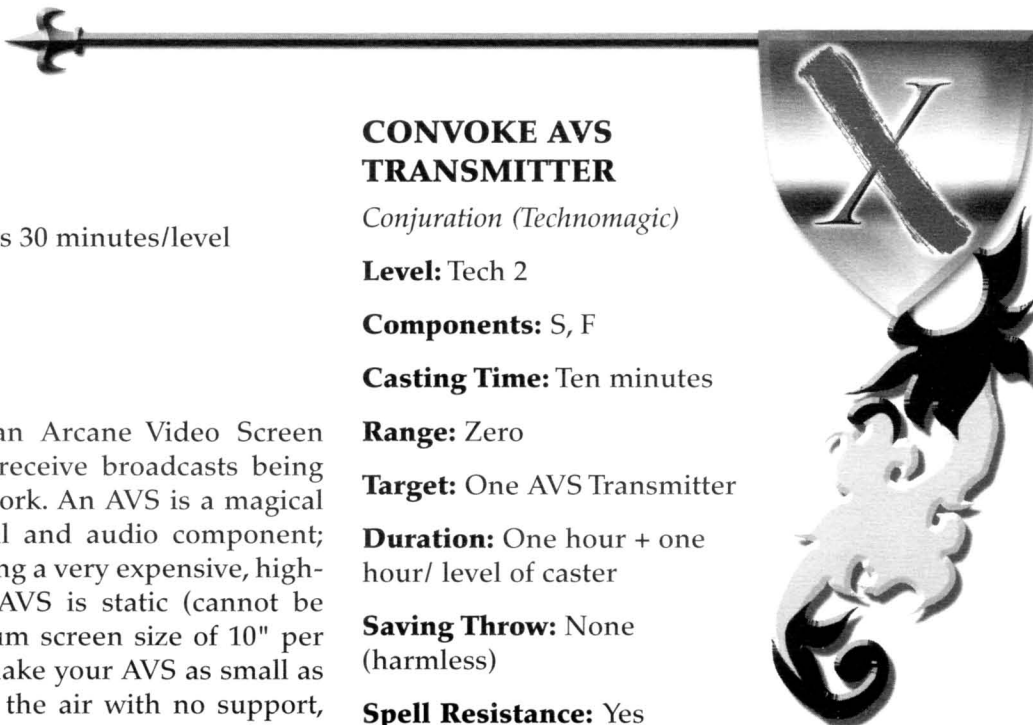 s 30 minutes/level
an Arcane Video Screen
receive broadcasts being
ork. An AVS is a magical
l and audio component;
ng a very expensive, high-
AVS is static (cannot be
um screen size of 10" per
ake your AVS as small as
the air with no support,
CONVOKE AVS
TRANSMITTER
Conjuration (Technomagic)
Level: Tech 2
Components: S, F
Casting Time: Ten minutes
Range: Zero
Target: One AVS Transmitter
Duration: One hour + one
hour/ level of caster
Saving Throw: None
(harmless)
Spell Resistance: Yes
X